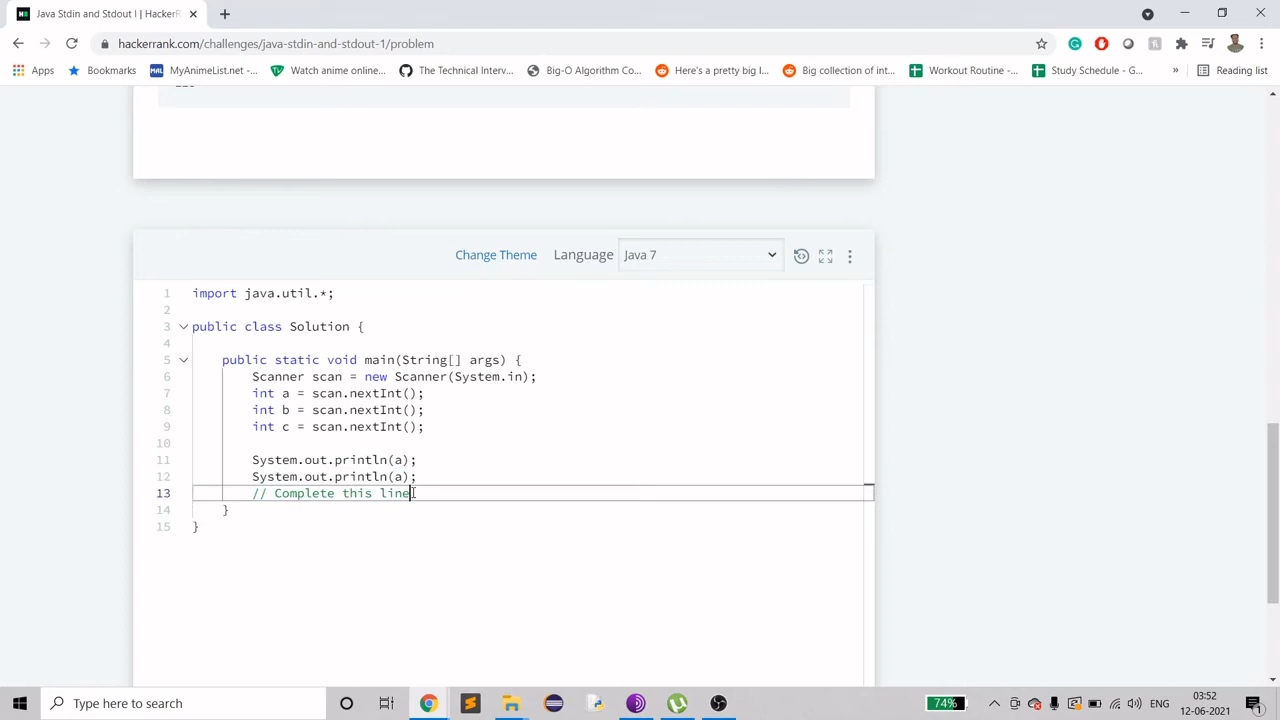 Java Stdin and Stdout I | HackerR
hackerrank.com/challenges/java-stdin-and-stdout-1/problem
Apps
Bookmarks
MyAnimeList.net -...
Watch anime online...
The Technical Interv...
Big-O Algorithm Co...
Here's a pretty big l...
Big collection of int...
Workout Routine -...
Study Schedule - G...
»
Reading list
Change Theme Language Java 7
1 import java.util.*;
2
3 public class Solution {
4
5 public static void main(String[] args) {
6 Scanner scan = new Scanner(System.in);
7 int a = scan.nextInt();
8 int b = scan.nextInt();
9 int c = scan.nextInt();
10
11 System.out.println(a);
12 System.out.println(a);
13 // Complete this line
14 }
15 }
Type here to search
74%
ENG
03:52
12-06-2021
1